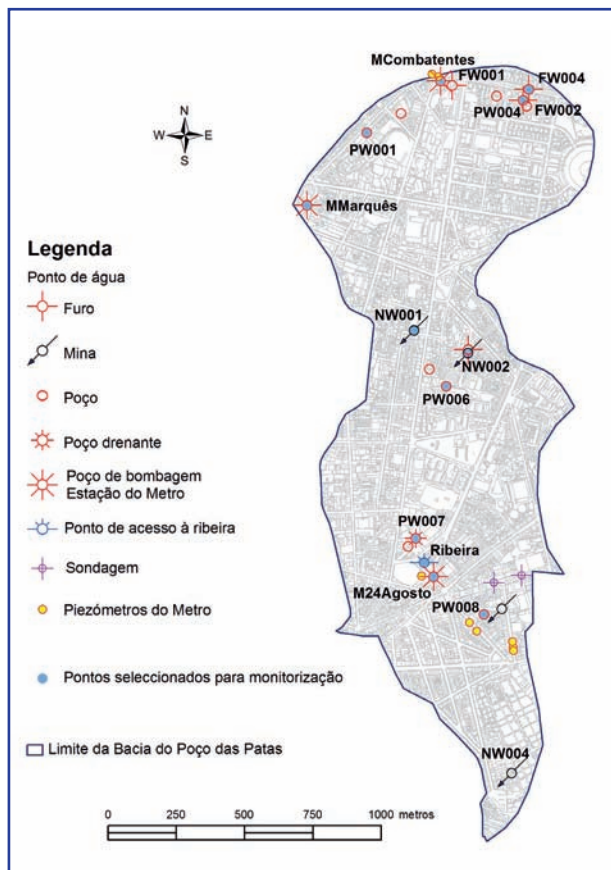 MCombatentes
FW001
FW004
PW004
FW002
N
W E
S
PW001
MMarquês
Legenda
Ponto de água
Furo
Mina
Poço
Poço drenante
Poço de bombagem
Estação do Metro
Ponto de acesso à ribeira
Sondagem
Piezómetros do Metro
Pontos seleccionados para monitorização
Limite da Bacia do Poço das Patas
NW001
NW002
PW006
PW007
Ribeira
M24Agosto
PW008
NW004
0 250 500 750 1000 metros